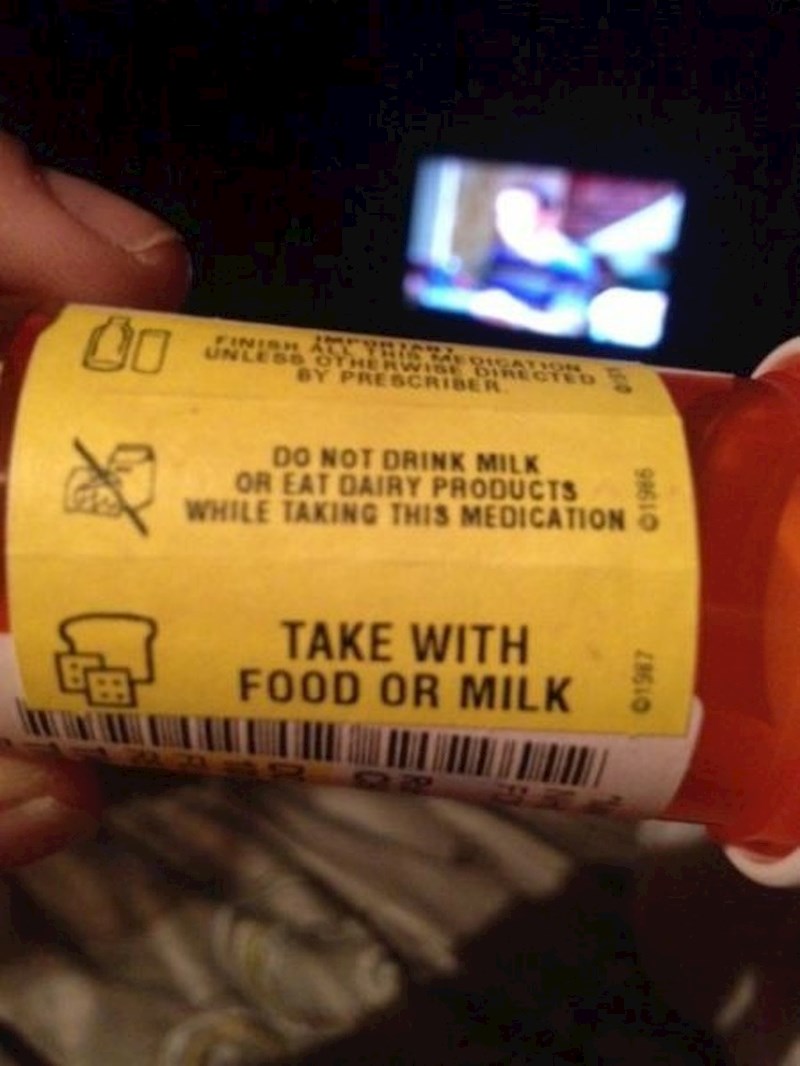 IMPORTANT
FINISH ALL THIS MEDICATION
UNLESS OTHERWISE DIRECTED
BY PRESCRIBER.
DO NOT DRINK MILK
OR EAT DAIRY PRODUCTS
WHILE TAKING THIS MEDICATION
©1986
TAKE WITH
FOOD OR MILK
©1987